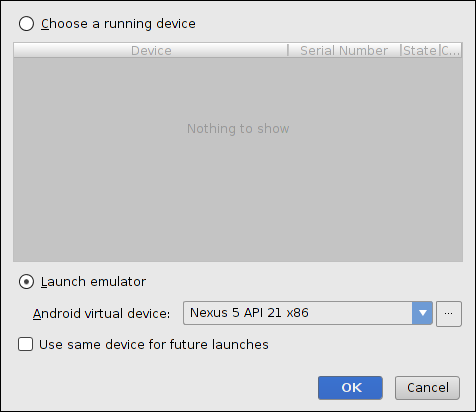 Choose a running device
Device Serial Number State C...
Nothing to show
Launch emulator
Android virtual device: Nexus 5 API 21 x86 ...
Use same device for future launches
OK Cancel